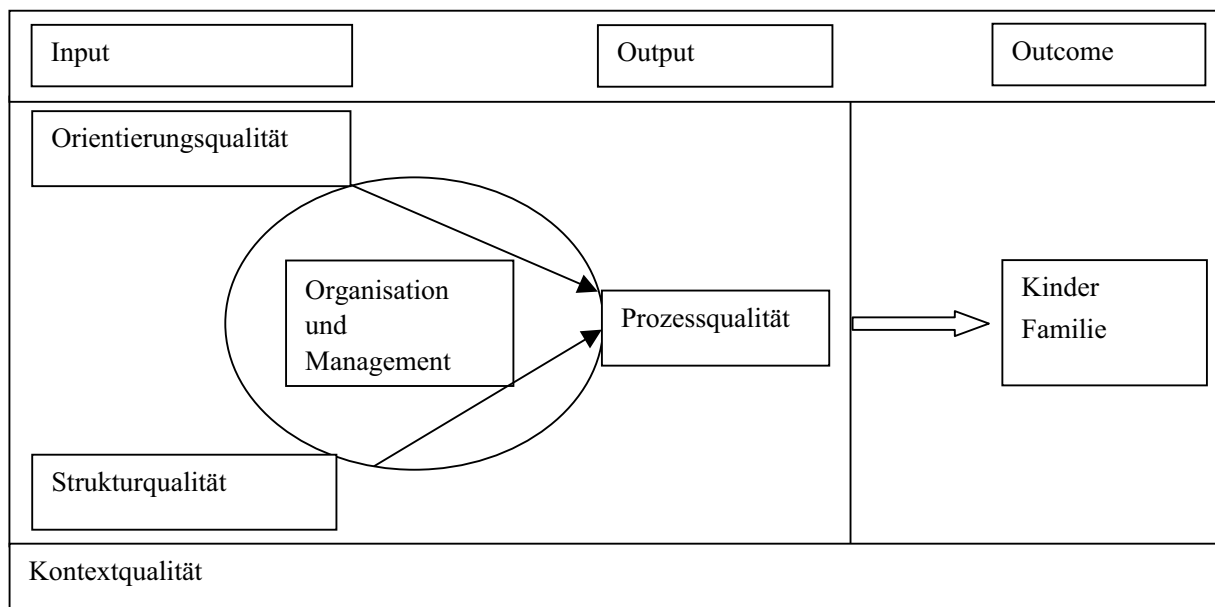 Input
Output
Outcome
Orientierungsqualität
Organisation
und
Management
Prozessqualität
Kinder
Familie
Strukturqualität
Kontextqualität